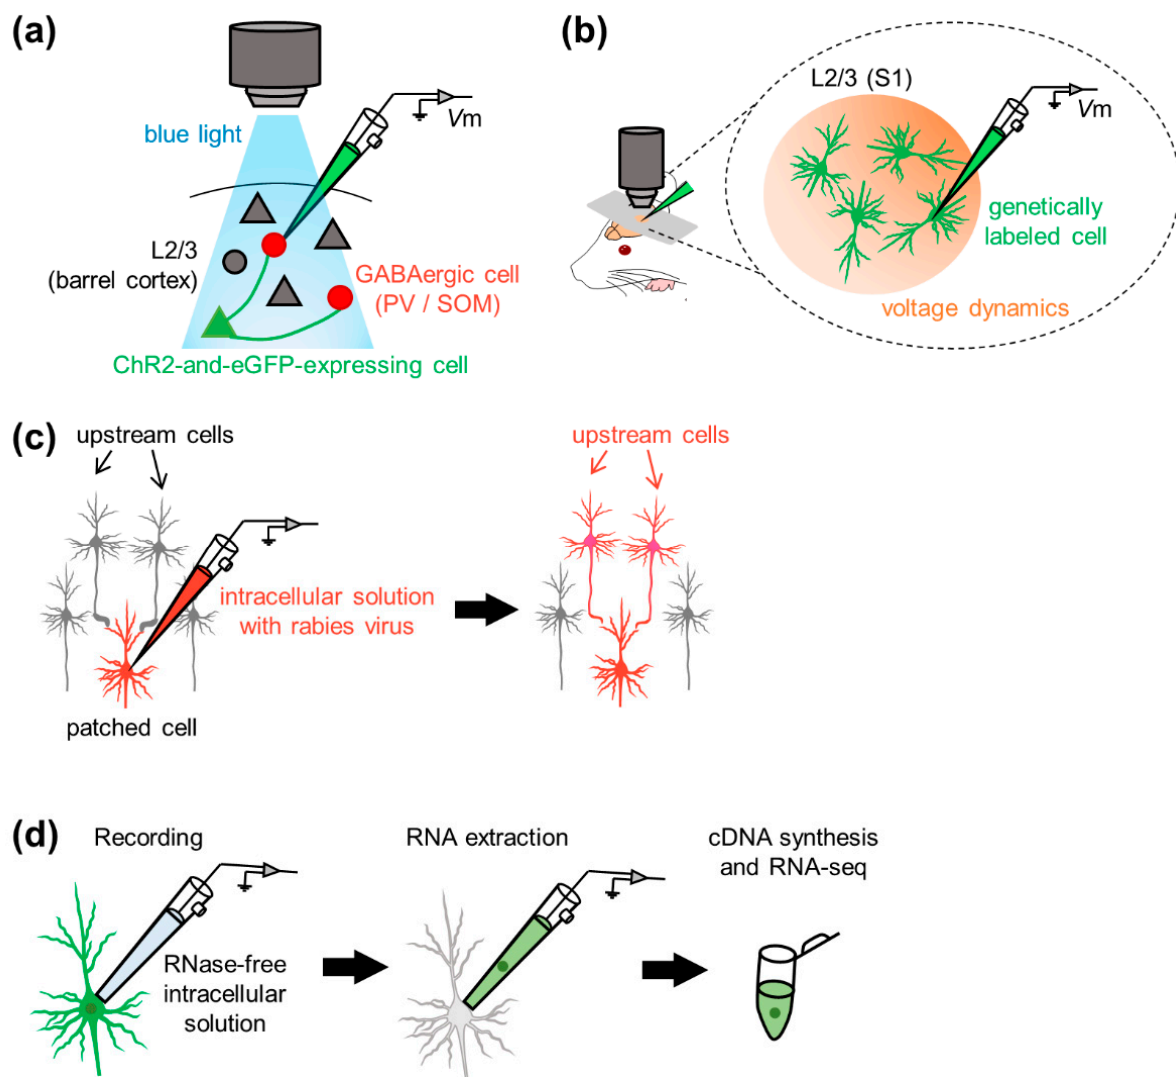 (a)
blue light
Vm
L2/3
(barrel cortex)
GABAergic cell
(PV / SOM)
ChR2-and-eGFP-expressing cell
(b)
L2/3 (S1)
Vm
genetically
labeled cell
voltage dynamics
(c)
upstream cells
intracellular solution
with rabies virus
patched cell
upstream cells
(d)
Recording
RNase-free
intracellular
solution
RNA extraction
cDNA synthesis
and RNA-seq